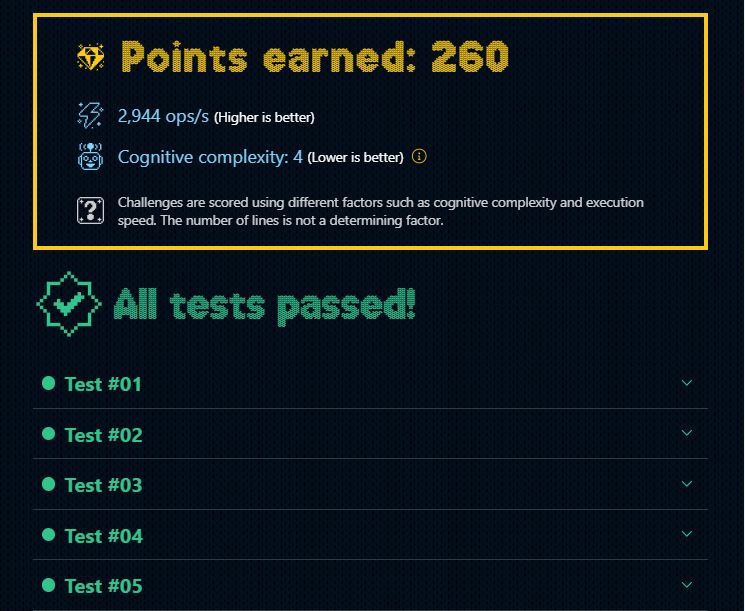 Points earned: 260
2,944 ops/s (Higher is better)
Cognitive complexity: 4 (Lower is better)
Challenges are scored using different factors such as cognitive complexity and execution
speed. The number of lines is not a determining factor.
All tests passed!
Test #01
Test #02
Test #03
Test #04
Test #05